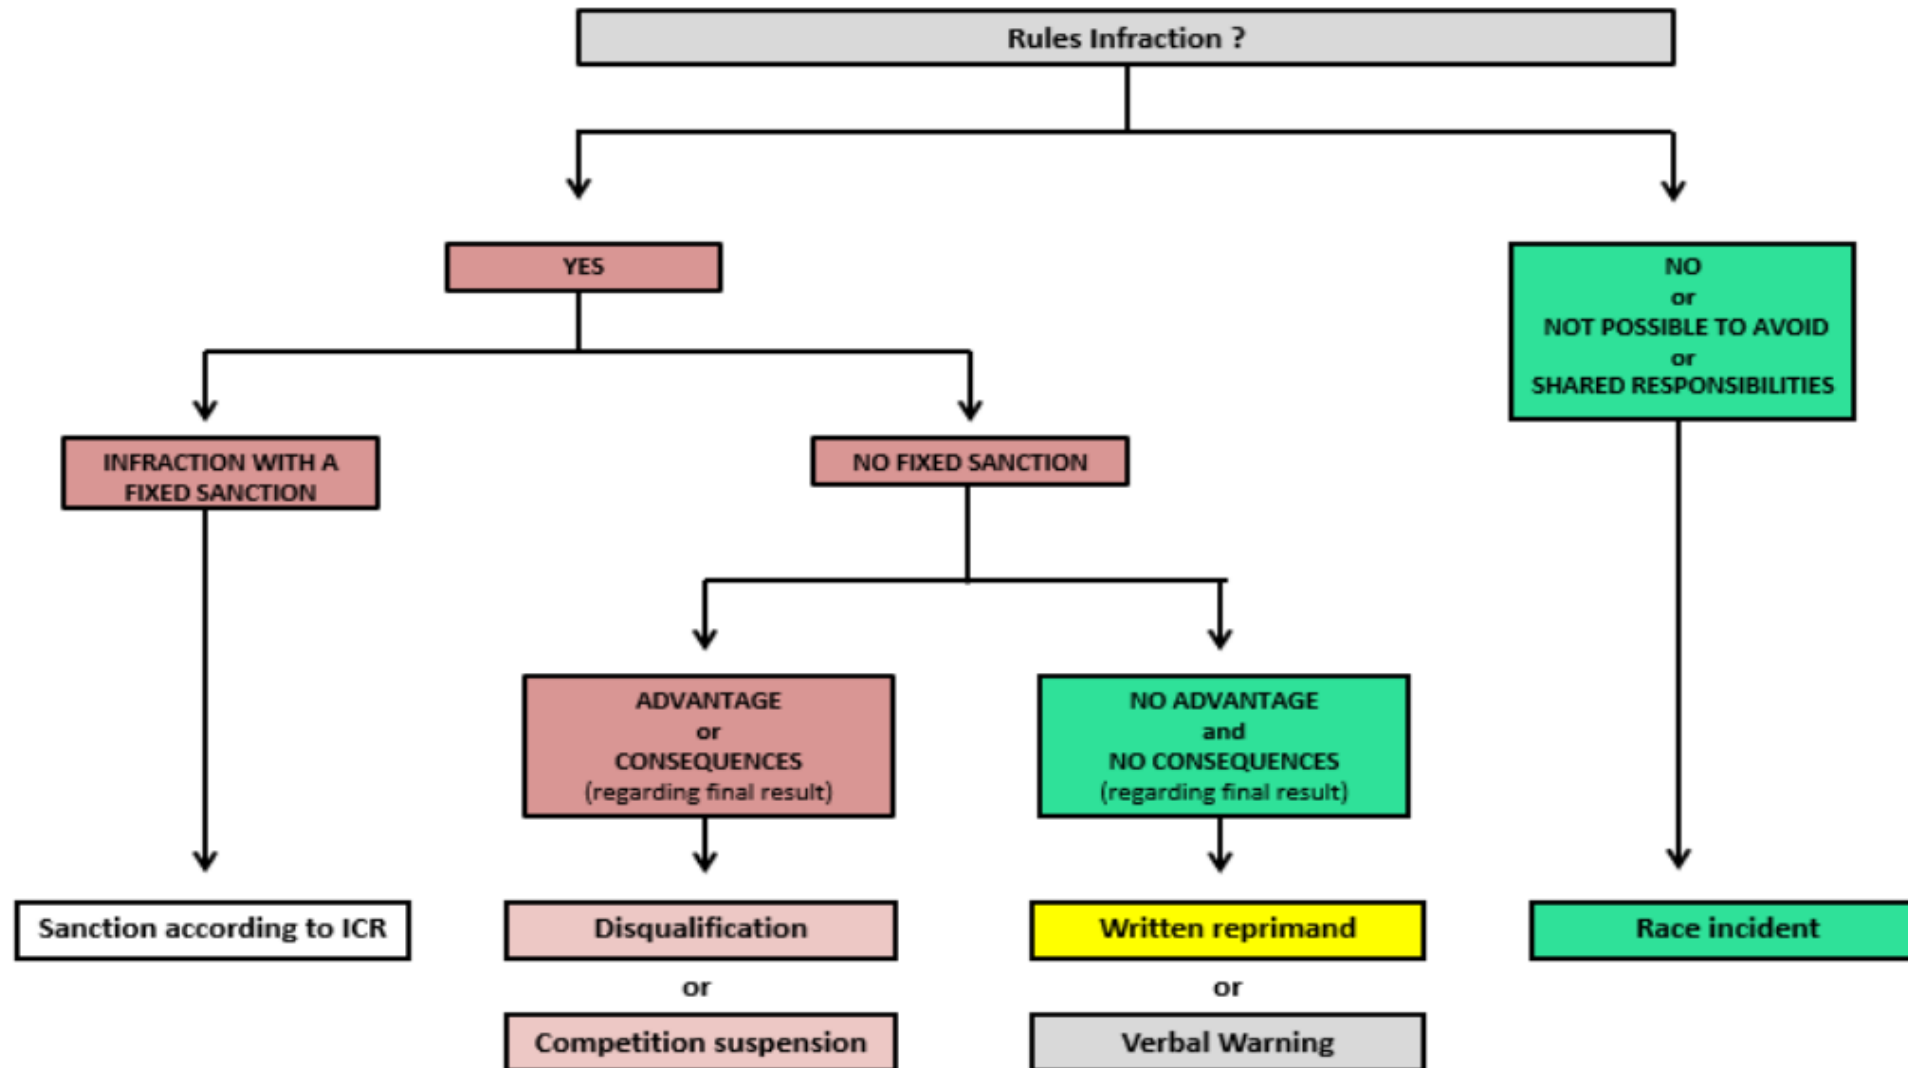 Rules Infraction ?
YES
NO
or
NOT POSSIBLE TO AVOID
or
SHARED RESPONSIBILITIES
INFRACTION WITH A
FIXED SANCTION
NO FIXED SANCTION
ADVANTAGE
or
CONSEQUENCES
(regarding final result)
NO ADVANTAGE
and
NO CONSEQUENCES
(regarding final result)
Sanction according to ICR
Disqualification
or
Competition suspension
Written reprimand
or
Verbal Warning
Race incident